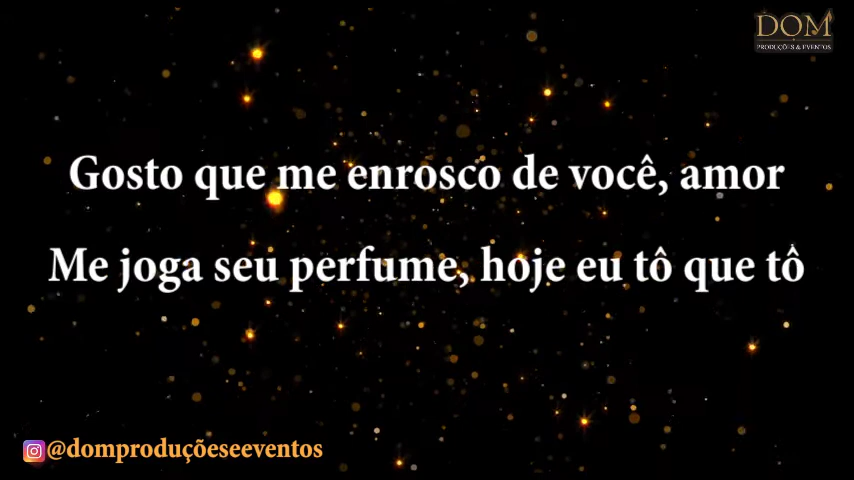 DOM
PRODUÇÕES & EVENTOS
Gosto que me enrosco de você, amor
Me joga seu perfume, hoje eu tô que tô
@domproduçõeseeventos